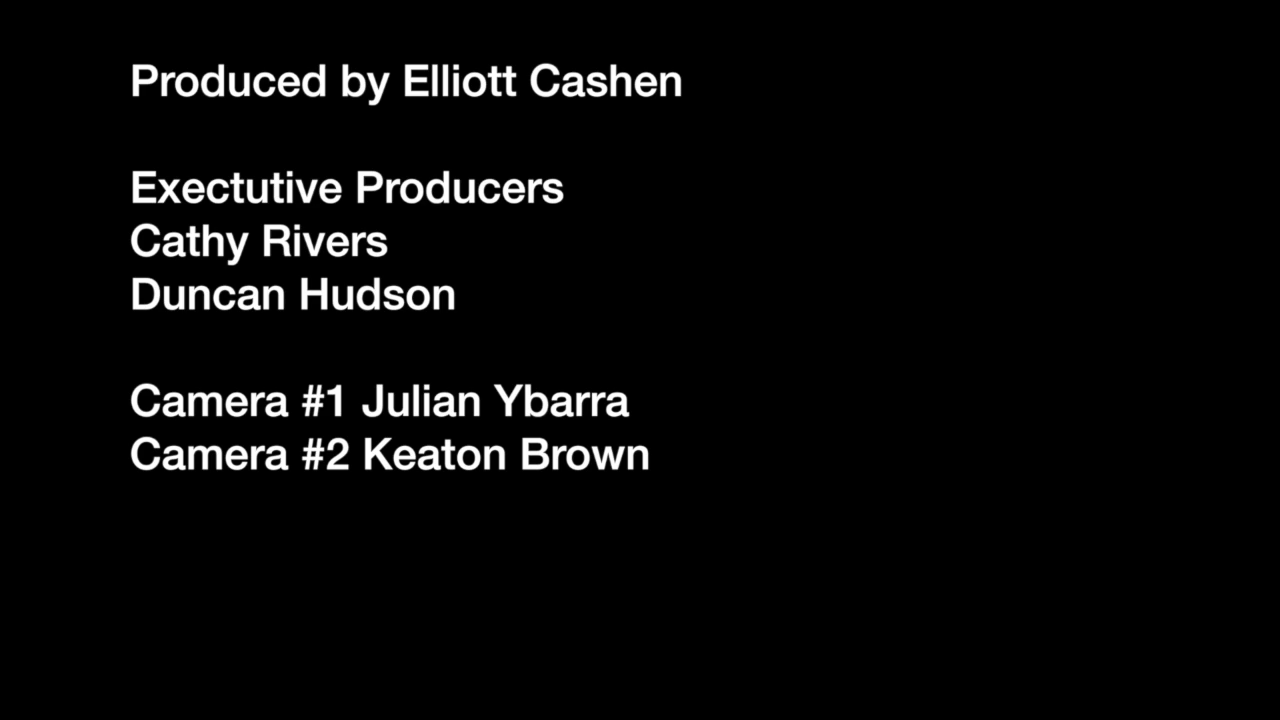 Produced by Elliott Cashen
Exectutive Producers
Cathy Rivers
Duncan Hudson
Camera #1 Julian Ybarra
Camera #2 Keaton Brown